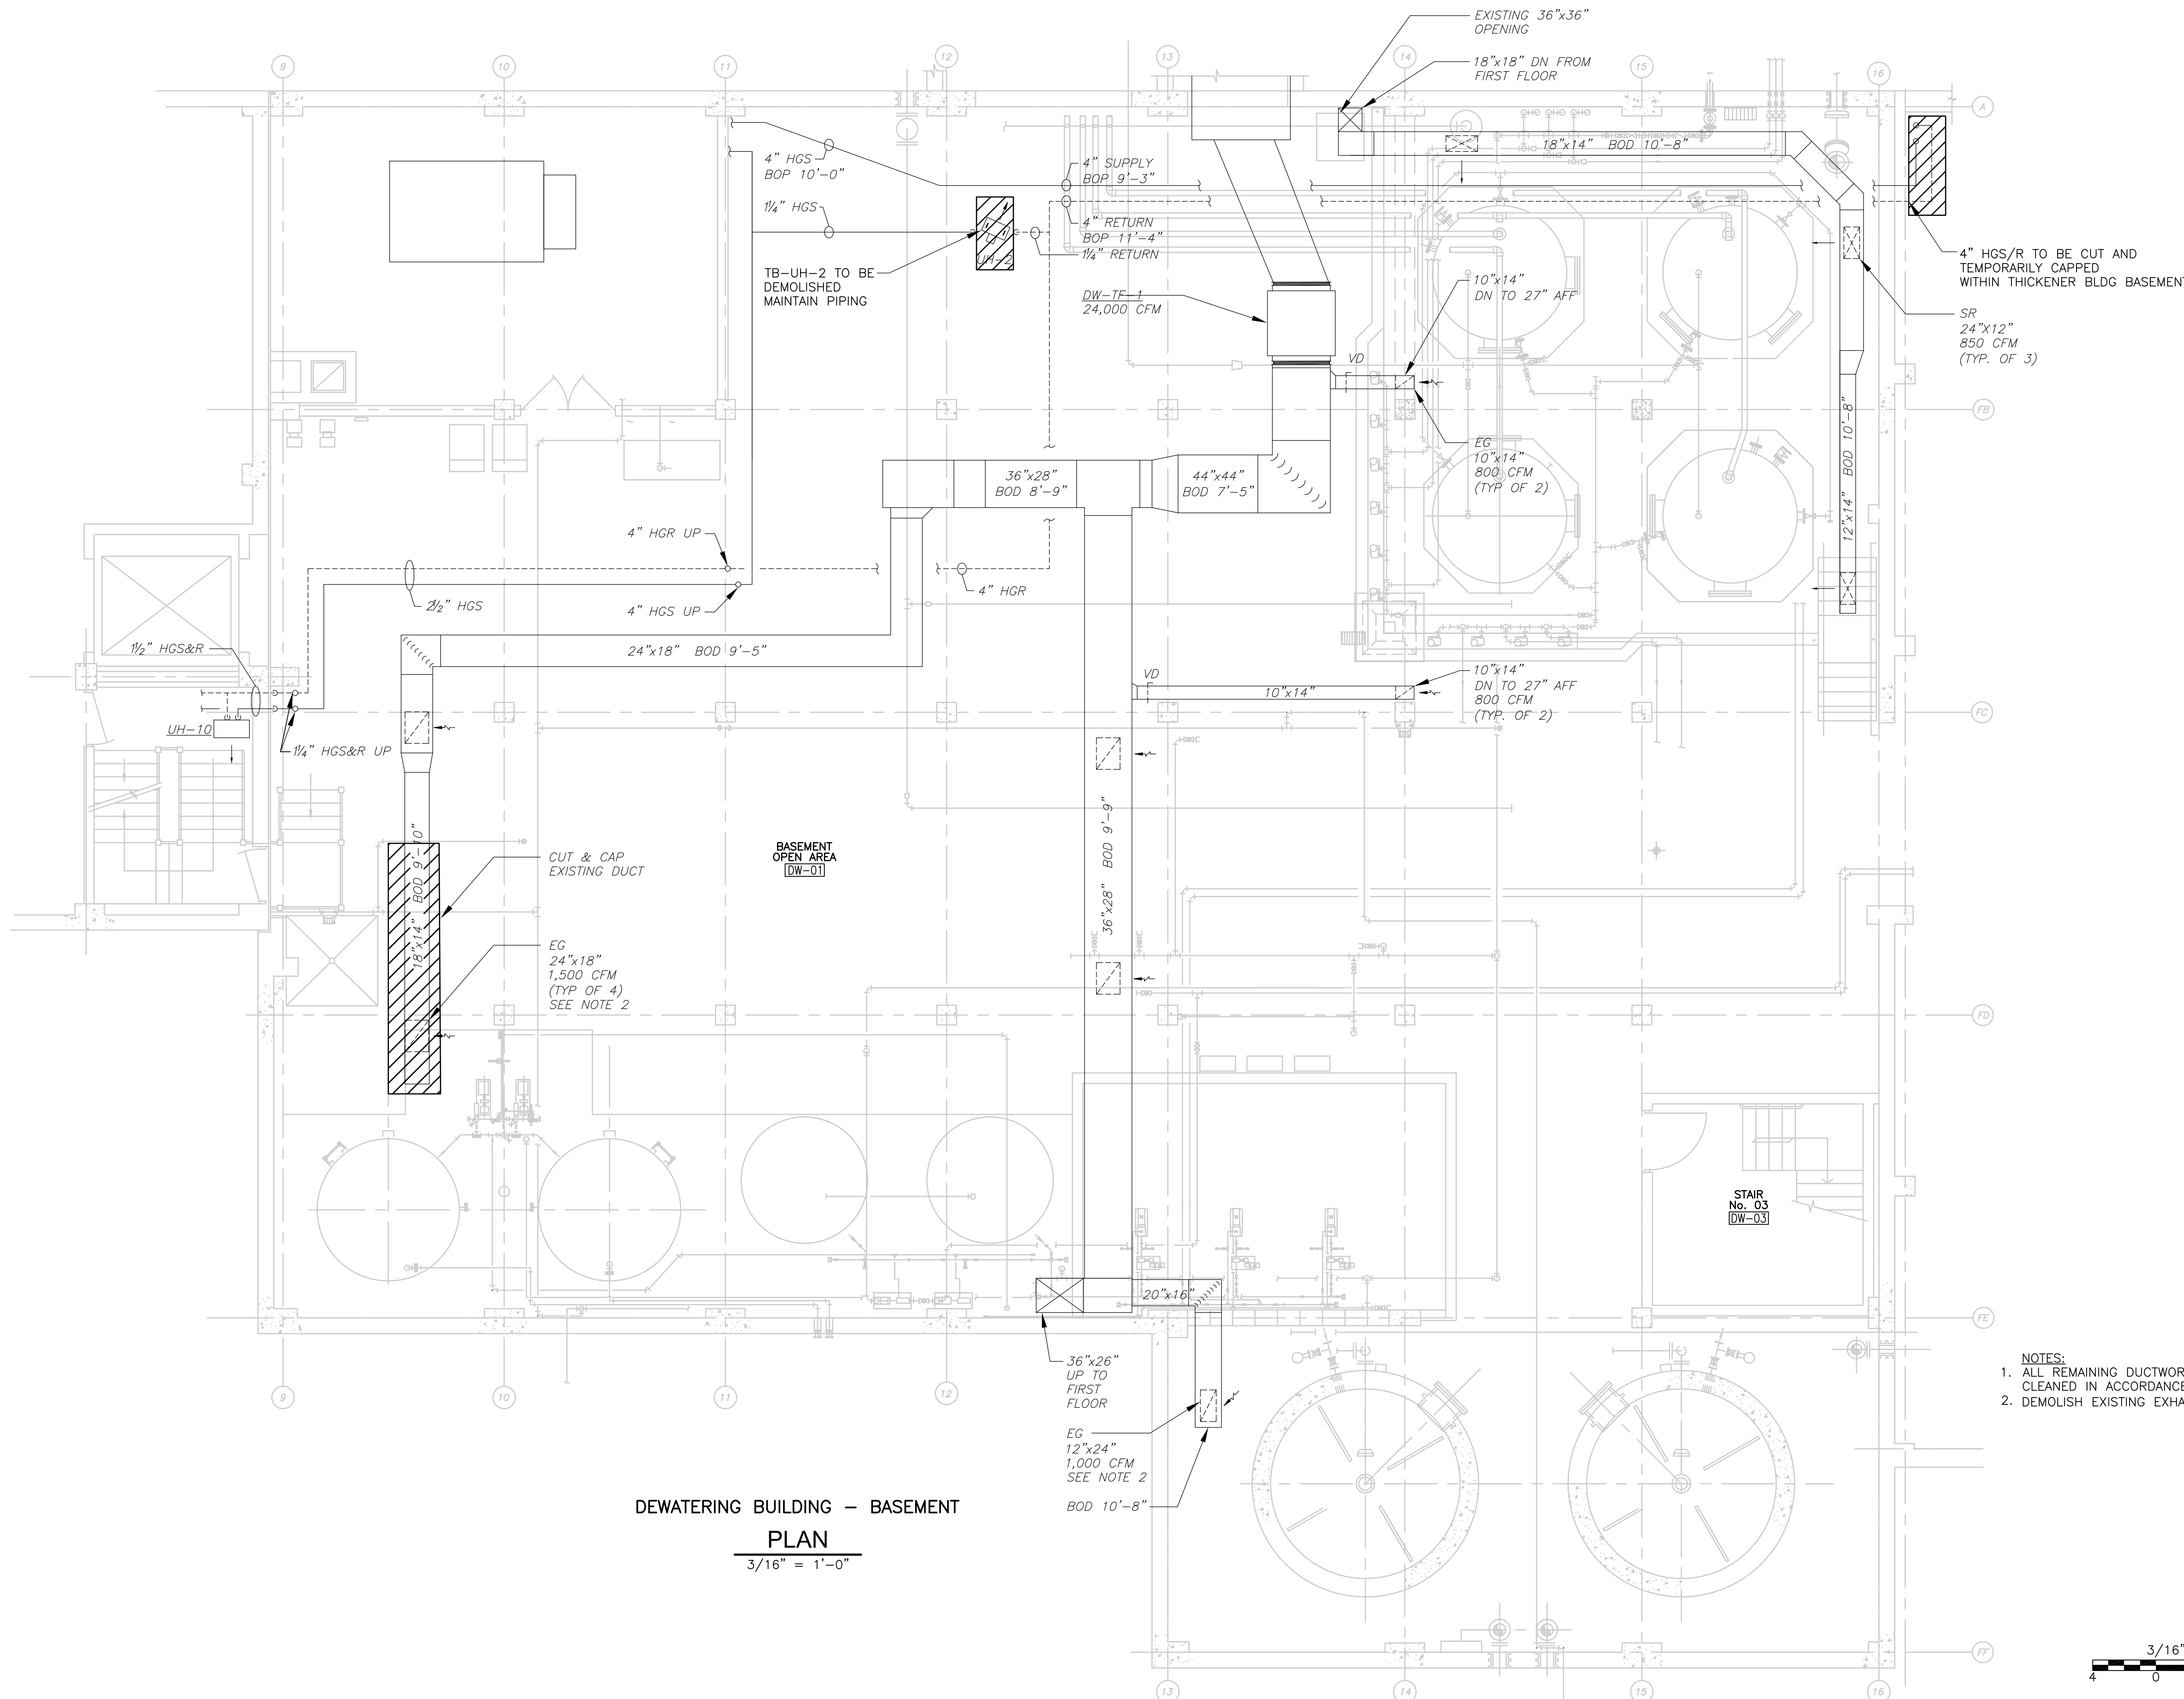 EXISTING 36"x36"
OPENING
18"x18" DN FROM
FIRST FLOOR
9
10
11
12
13
14
15
16
A
4" HGS
BOP 10'-0"
1¼" HGS
4" SUPPLY
BOP 9'-3"
4" RETURN
BOP 11'-4"
1¼" RETURN
18"x14" BOD 10'-8"
UH-2
TB-UH-2 TO BE
DEMOLISHED
MAINTAIN PIPING
DW-TF-1
24,000 CFM
10"x14"
DN TO 27" AFF
4" HGS/R TO BE CUT AND
TEMPORARILY CAPPED
WITHIN THICKENER BLDG BASEMENT
SR
24"X12"
850 CFM
(TYP. OF 3)
VD
FB
12"x14" BOD 10'-8"
EG
10"x14"
800 CFM
(TYP OF 2)
36"x28"
BOD 8'-9"
44"x44"
BOD 7'-5"
4" HGR UP
4" HGS UP
2½" HGS
4" HGR
24"x18" BOD 9'-5"
1½" HGS&R
UH-10
1¼" HGS&R UP
VD
10"x14"
10"x14"
DN TO 27" AFF
800 CFM
(TYP. OF 2)
FC
18"x14" BOD 9'-10"
CUT & CAP
EXISTING DUCT
BASEMENT
OPEN AREA
DW-01
36"x28" BOD 9'-9"
EG
24"x18"
1,500 CFM
(TYP OF 4)
SEE NOTE 2
FD
STAIR
No. 03
DW-03
20"x16"
FE
36"x26"
UP TO
FIRST
FLOOR
EG
12"x24"
1,000 CFM
SEE NOTE 2
BOD 10'-8"
9
10
11
12
NOTES:
1. ALL REMAINING DUCTWOR
CLEANED IN ACCORDANCE
2. DEMOLISH EXISTING EXHA
DEWATERING BUILDING - BASEMENT
PLAN
3/16" = 1'-0"
FF
13
14
15
16
3/16"
4
0